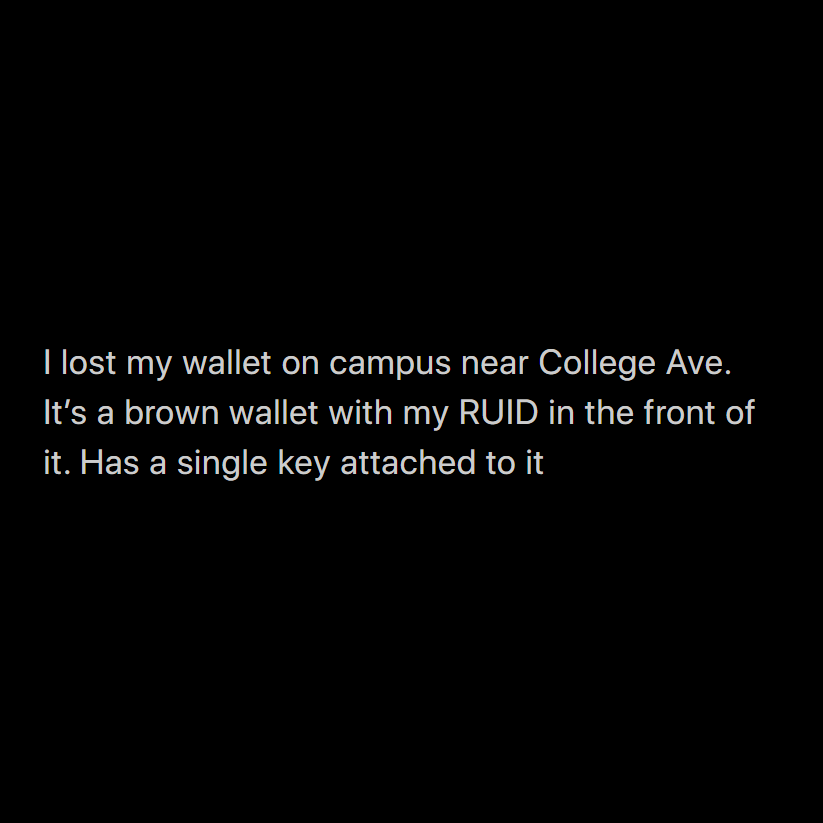 I lost my wallet on campus near College Ave.
It’s a brown wallet with my RUID in the front of
it. Has a single key attached to it